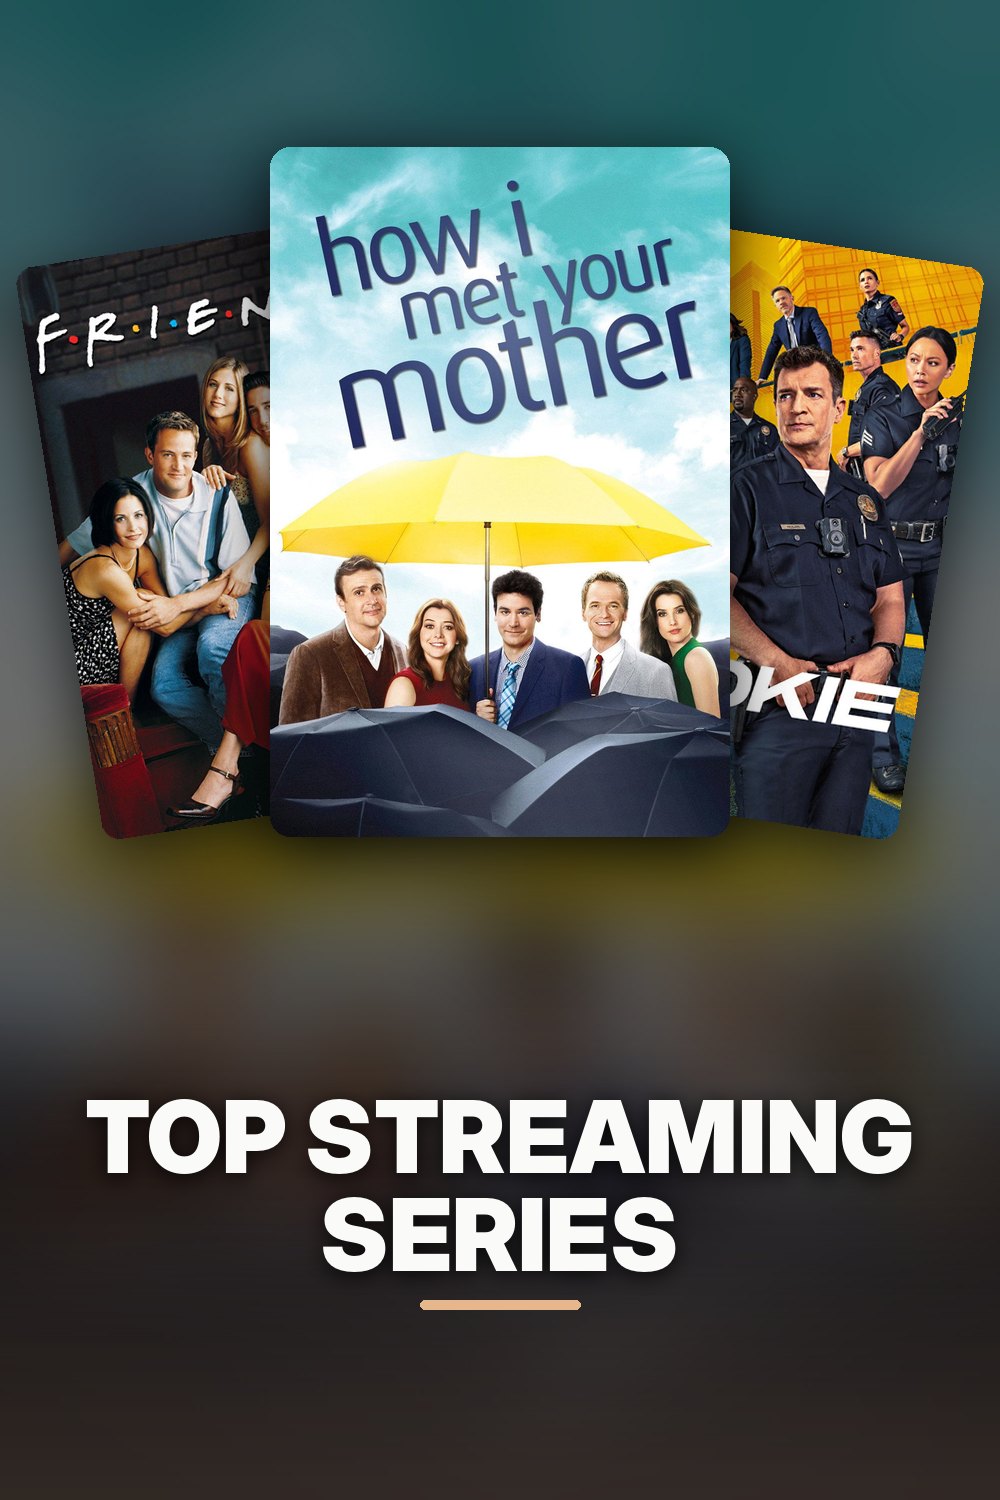 F·R·I·E·N
how i
met your
mother
OKIE
TOP STREAMING
SERIES